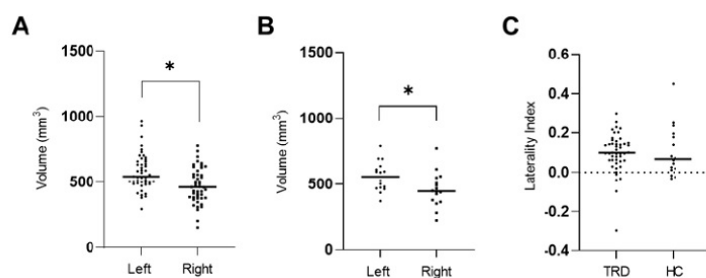 A
Volume (mm³)
1500
1000
500
0
*
Left
Right
B
Volume (mm³)
1500
1000
500
0
*
Left
Right
C
Laterality Index
0.6
0.4
0.2
0.0
-0.2
-0.4
TRD
HC